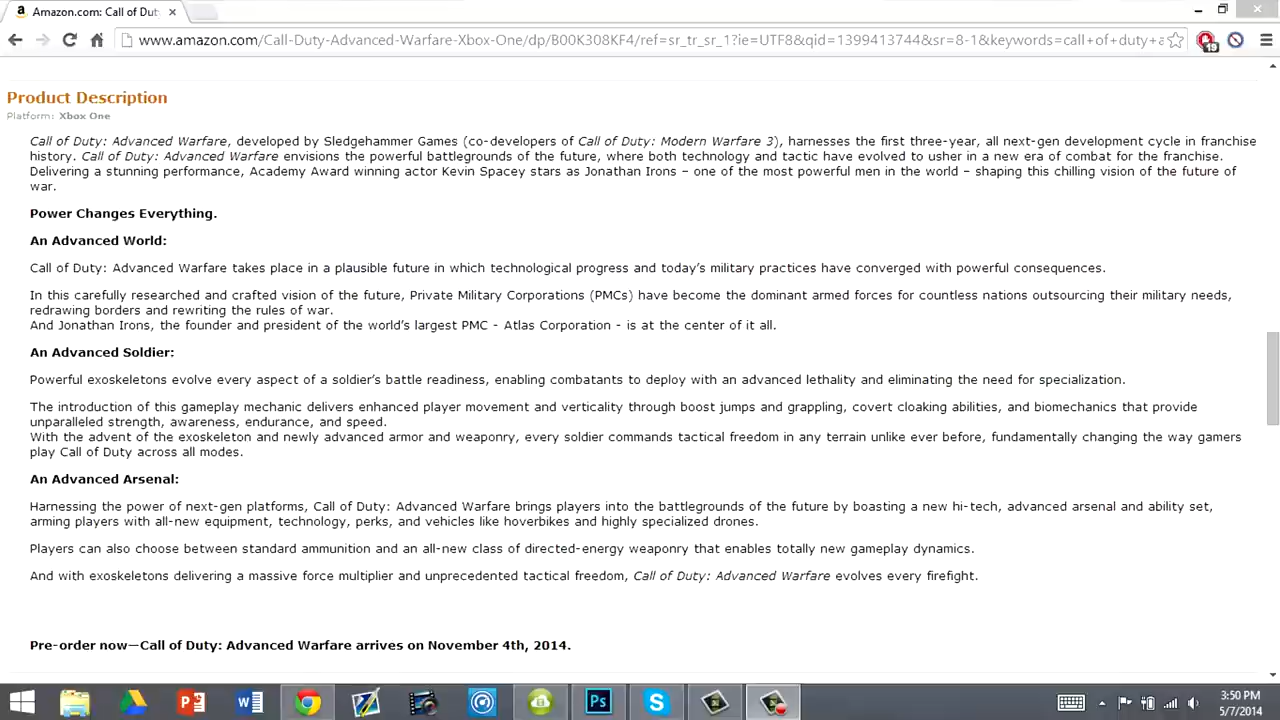 Amazon.com: Call of Dut
www.amazon.com/Call-Duty-Advanced-Warfare-Xbox-One/dp/B00K308KF4/ref=sr_tr_sr_1?ie=UTF8&qid=1399413744&sr=8-1&keywords=call+of+duty+a
19
Product Description
Platform: Xbox One
Call of Duty: Advanced Warfare, developed by Sledgehammer Games (co-developers of Call of Duty: Modern Warfare 3), harnesses the first three-year, all next-gen development cycle in franchise
history. Call of Duty: Advanced Warfare envisions the powerful battlegrounds of the future, where both technology and tactic have evolved to usher in a new era of combat for the franchise.
Delivering a stunning performance, Academy Award winning actor Kevin Spacey stars as Jonathan Irons – one of the most powerful men in the world – shaping this chilling vision of the future of
war.
Power Changes Everything.
An Advanced World:
Call of Duty: Advanced Warfare takes place in a plausible future in which technological progress and today's military practices have converged with powerful consequences.
In this carefully researched and crafted vision of the future, Private Military Corporations (PMCs) have become the dominant armed forces for countless nations outsourcing their military needs,
redrawing borders and rewriting the rules of war.
And Jonathan Irons, the founder and president of the world's largest PMC - Atlas Corporation - is at the center of it all.
An Advanced Soldier:
Powerful exoskeletons evolve every aspect of a soldier's battle readiness, enabling combatants to deploy with an advanced lethality and eliminating the need for specialization.
The introduction of this gameplay mechanic delivers enhanced player movement and verticality through boost jumps and grappling, covert cloaking abilities, and biomechanics that provide
unparalleled strength, awareness, endurance, and speed.
With the advent of the exoskeleton and newly advanced armor and weaponry, every soldier commands tactical freedom in any terrain unlike ever before, fundamentally changing the way gamers
play Call of Duty across all modes.
An Advanced Arsenal:
Harnessing the power of next-gen platforms, Call of Duty: Advanced Warfare brings players into the battlegrounds of the future by boasting a new hi-tech, advanced arsenal and ability set,
arming players with all-new equipment, technology, perks, and vehicles like hoverbikes and highly specialized drones.
Players can also choose between standard ammunition and an all-new class of directed-energy weaponry that enables totally new gameplay dynamics.
And with exoskeletons delivering a massive force multiplier and unprecedented tactical freedom, Call of Duty: Advanced Warfare evolves every firefight.
Pre-order now—Call of Duty: Advanced Warfare arrives on November 4th, 2014.
3:50 PM
5/7/2014